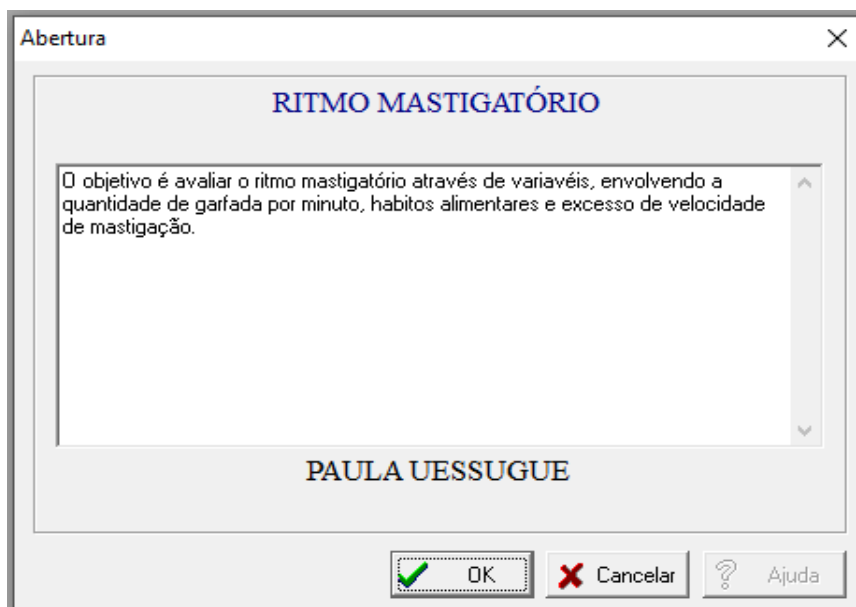 Abertura
RITMO MASTIGATÓRIO
O objetivo é avaliar o ritmo mastigatório através de variavéis, envolvendo a
quantidade de garfada por minuto, habitos alimentares e excesso de velocidade
de mastigação.
PAULA UESSUGUE
OK
Cancelar
Ajuda